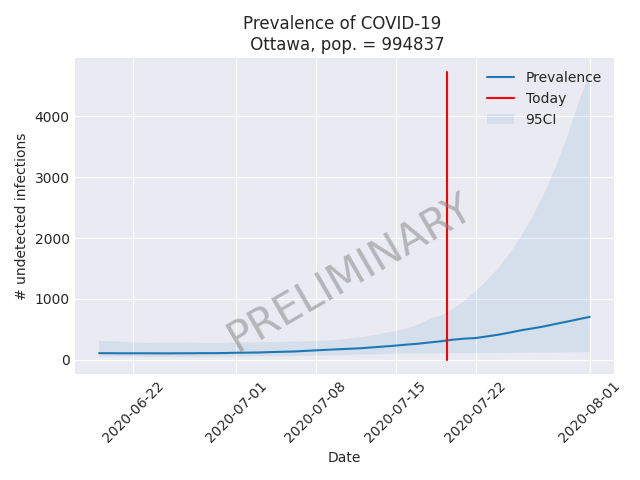 Prevalence of COVID-19
Ottawa, pop. = 994837
Prevalence
Today
95CI
# undetected infections
4000
3000
2000
1000
0
PRELIMINARY
2020-06-22
2020-07-01
2020-07-08
2020-07-15
2020-07-22
2020-08-01
Date